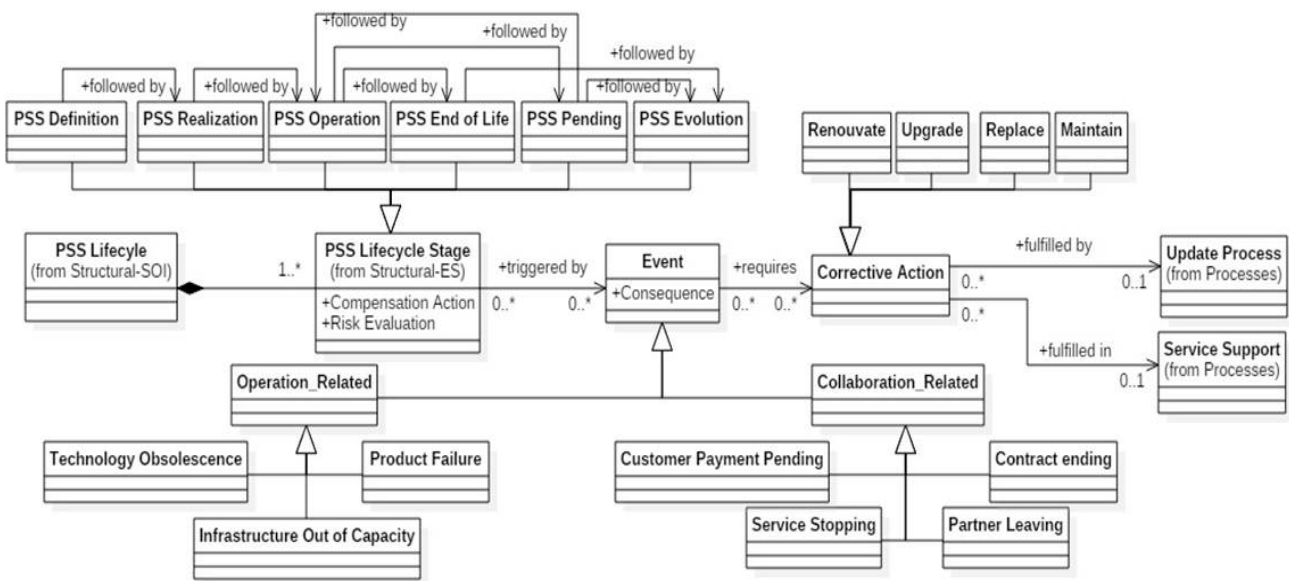 +followed by
+followed by
+followed by
+followed by
+followed by
+followed by
+followed by
PSS Definition
PSS Realization
PSS Operation
PSS End of Life
PSS Pending
PSS Evolution
Renouvate
Upgrade
Replace
Maintain
PSS Lifecyle
(from Structural-SOI)
1..*
PSS Lifecycle Stage
(from Structural-ES)
+Compensation Action
+Risk Evaluation
+triggered by
0..*
0..*
Event
+Consequence
+requires
0..*
0..*
Corrective Action
+fulfilled by
0..*
0..1
Update Process
(from Processes)
0..*
+fulfilled in
0..1
Service Support
(from Processes)
Operation_Related
Collaboration_Related
Technology Obsolescence
Product Failure
Customer Payment Pending
Contract ending
Infrastructure Out of Capacity
Service Stopping
Partner Leaving